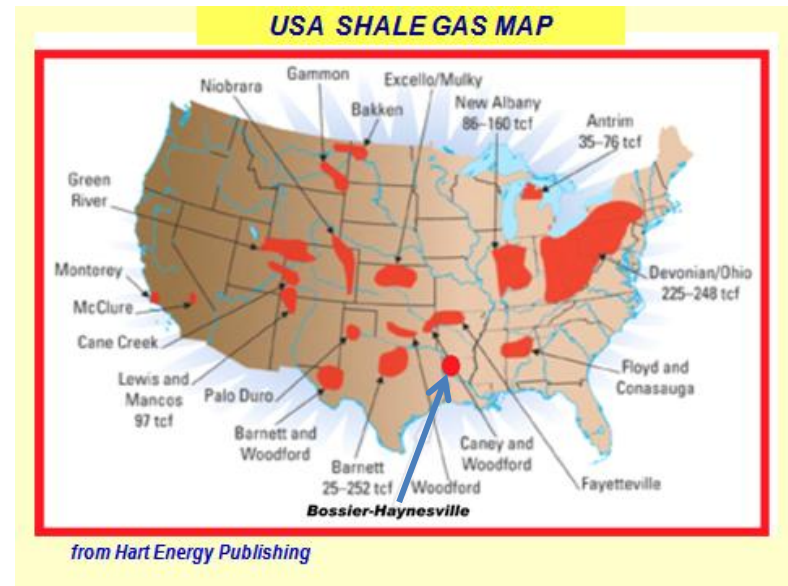 USA SHALE GAS MAP
Gammon
Niobrara
Excello/Mulky
Bakken
New Albany
86–160 tcf
Antrim
35–76 tcf
Green
River
Monterey
McClure
Cane Creek
Lewis and
Mancos
97 tcf
Palo Duro
Barnett and
Woodford
Barnett
25–252 tcf
Woodford
Caney and
Woodford
Fayetteville
Floyd and
Conasauga
Devonian/Ohio
225–248 tcf
Bossier-Haynesville
from Hart Energy Publishing